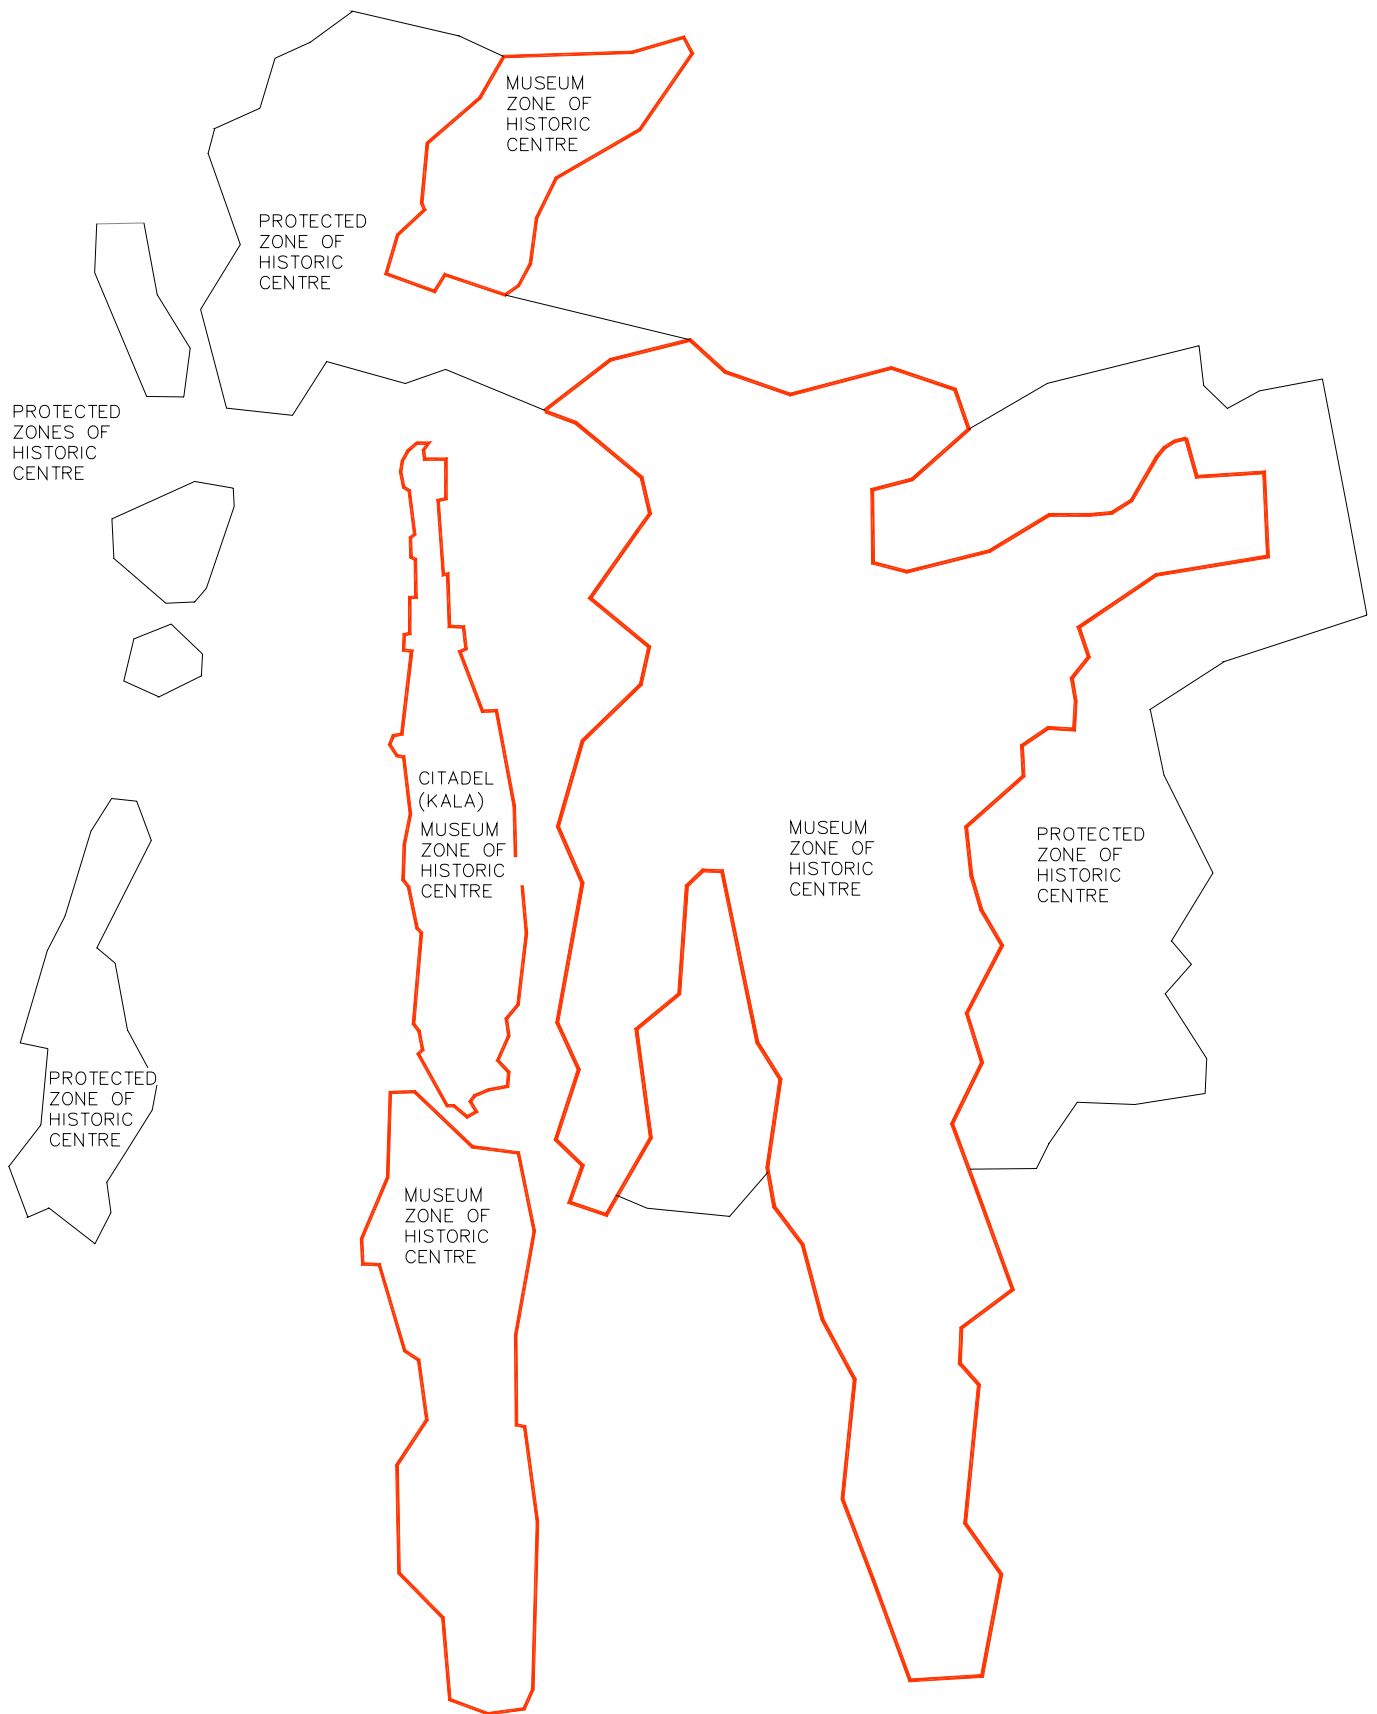 MUSEUM
ZONE OF
HISTORIC
CENTRE
PROTECTED
ZONE OF
HISTORIC
CENTRE
PROTECTED
ZONES OF
HISTORIC
CENTRE
CITADEL
(KALA)
MUSEUM
ZONE OF
HISTORIC
CENTRE
MUSEUM
ZONE OF
HISTORIC
CENTRE
PROTECTED
ZONE OF
HISTORIC
CENTRE
PROTECTED
ZONE OF
HISTORIC
CENTRE
MUSEUM
ZONE OF
HISTORIC
CENTRE